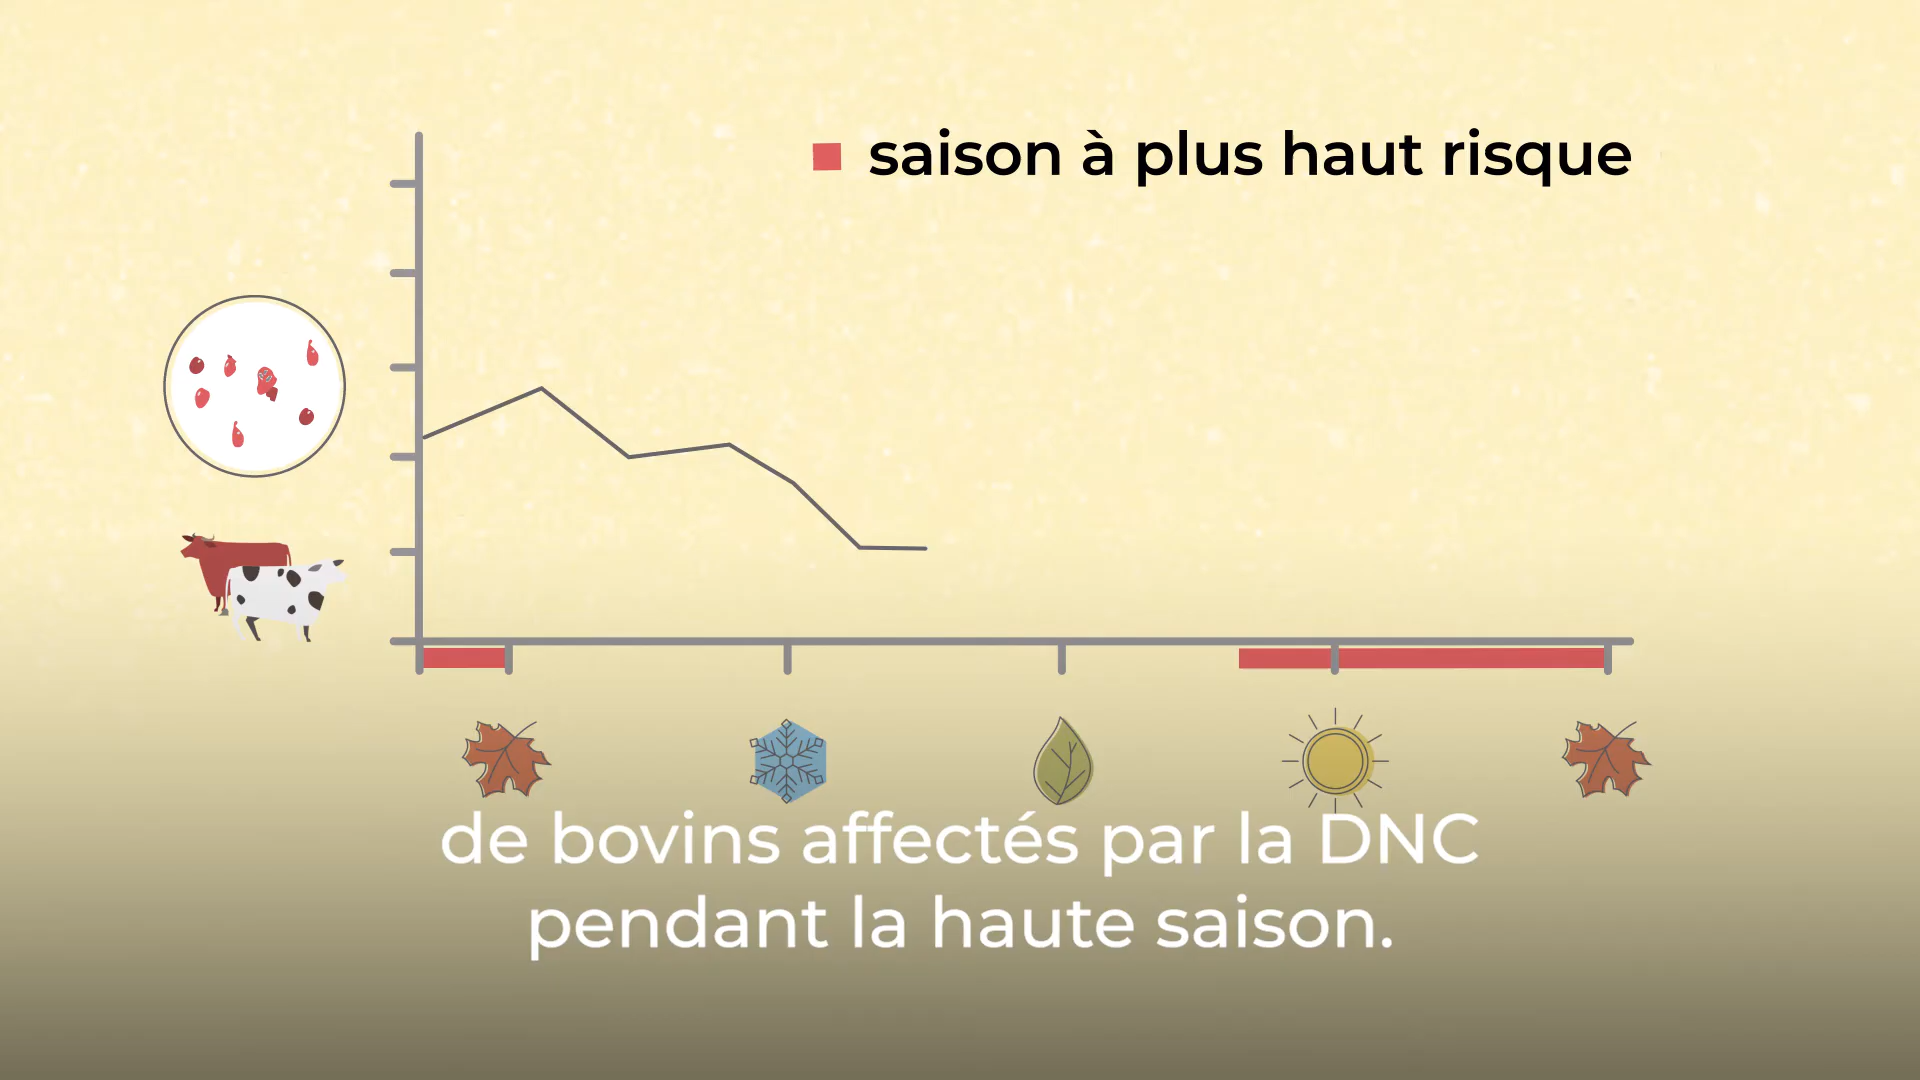 saison à plus haut risque
de bovins affectés par la DNC
pendant la haute saison.